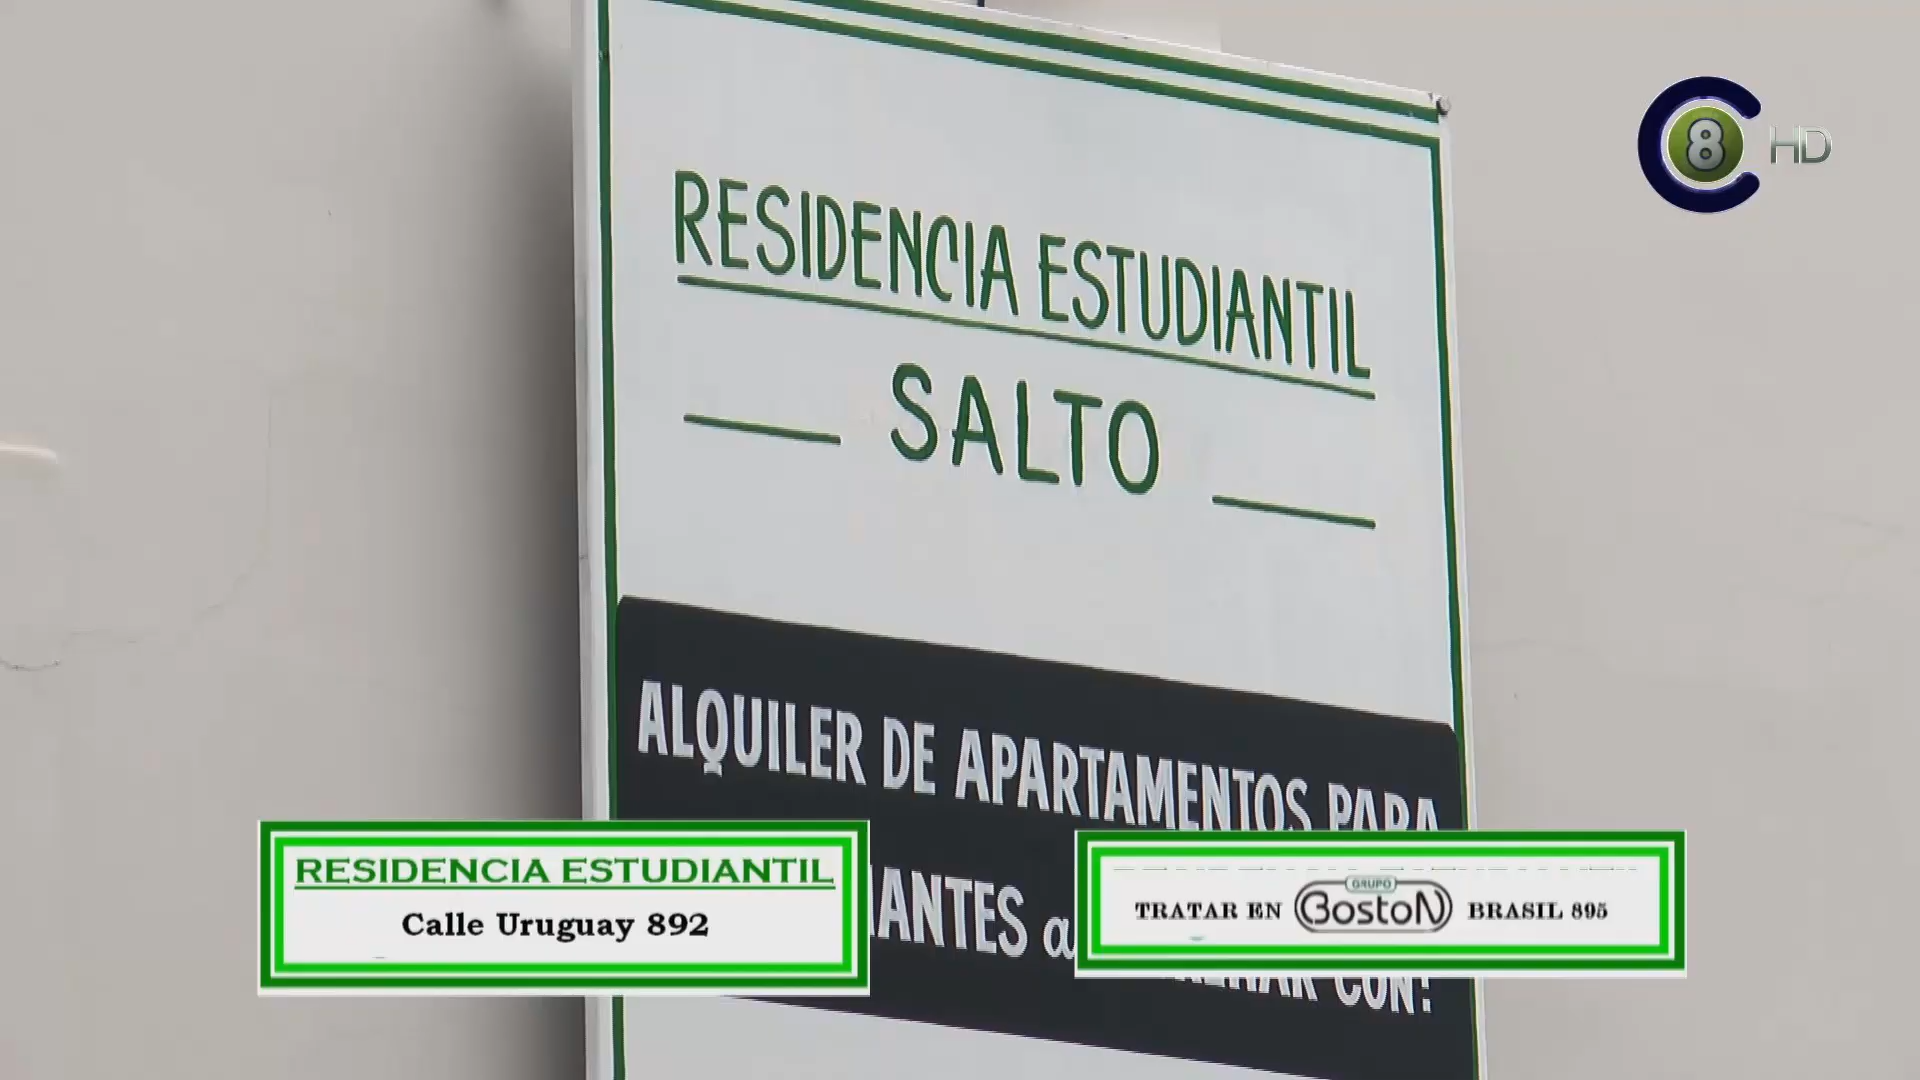 8 HD
RESIDENCIA ESTUDIANTIL
SALTO
ALQUILER DE APARTAMENTOS PARA
CON:
RESIDENCIA ESTUDIANTIL
Calle Uruguay 892
GRUPO
TRATAR EN BostoN BRASIL 895